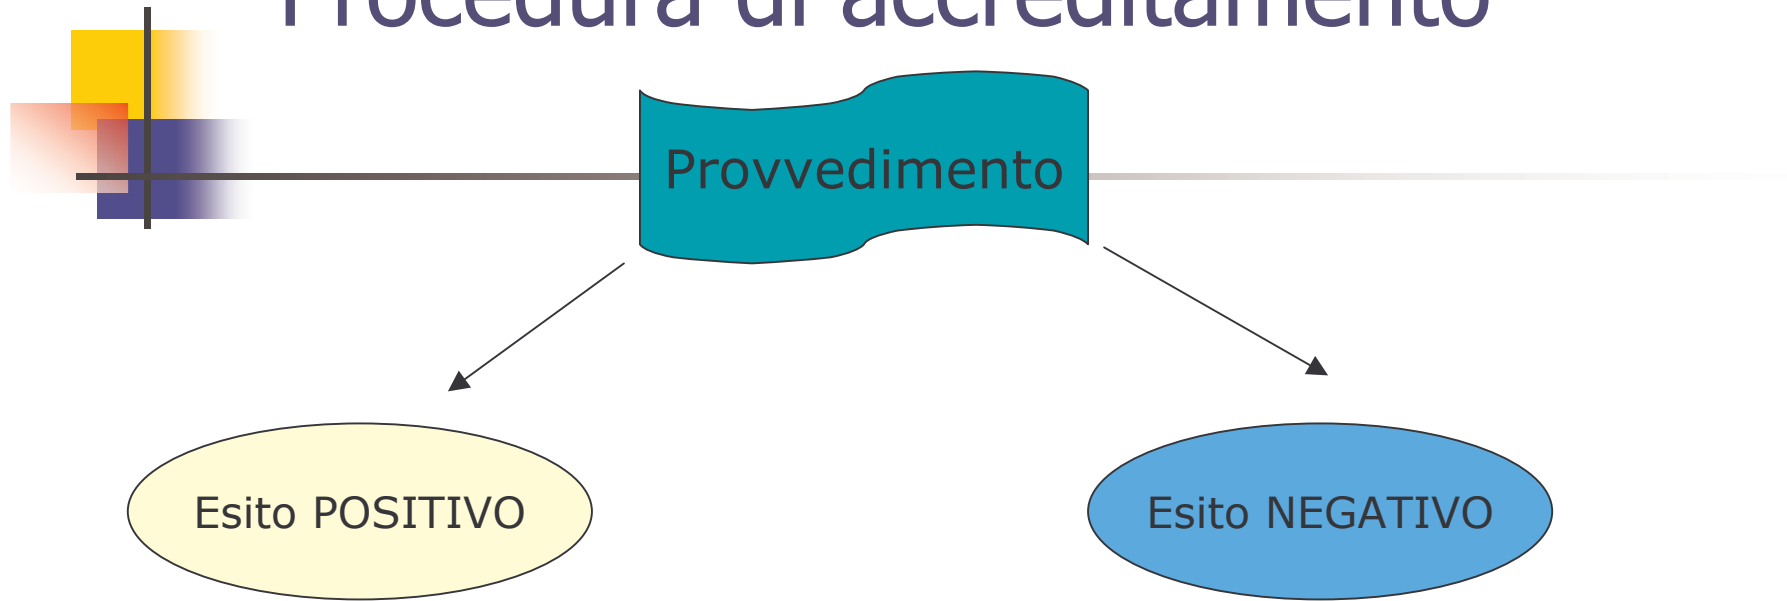 Procedura di accreditamento
Provvedimento
Esito POSITIVO
Esito NEGATIVO